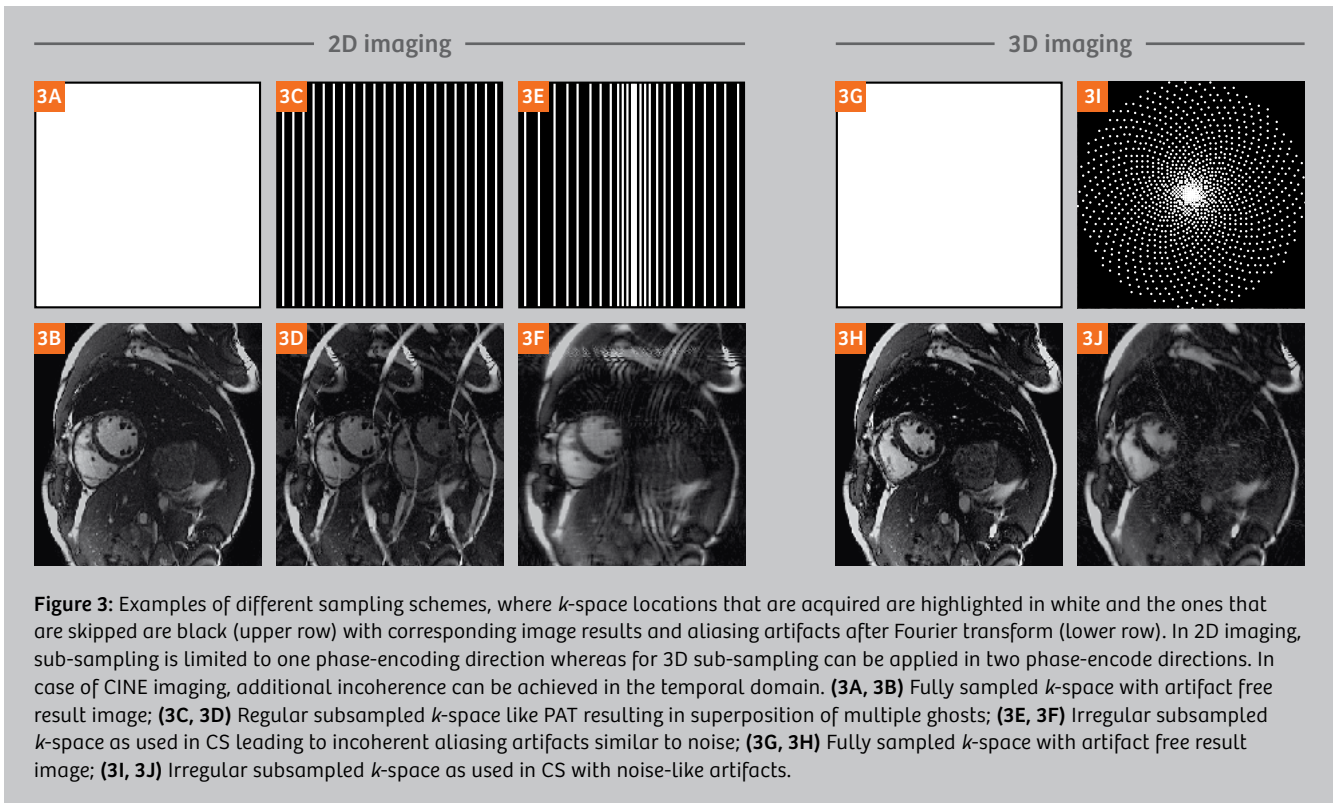 2D imaging
3D imaging
3A
3C
3E
3G
3I
3B
3D
3F
3H
3J
Figure 3: Examples of different sampling schemes, where k-space locations that are acquired are highlighted in white and the ones that
are skipped are black (upper row) with corresponding image results and aliasing artifacts after Fourier transform (lower row). In 2D imaging,
sub-sampling is limited to one phase-encoding direction whereas for 3D sub-sampling can be applied in two phase-encode directions. In
case of CINE imaging, additional incoherence can be achieved in the temporal domain. (3A, 3B) Fully sampled k-space with artifact free
result image; (3C, 3D) Regular subsampled k-space like PAT resulting in superposition of multiple ghosts; (3E, 3F) Irregular subsampled
k-space as used in CS leading to incoherent aliasing artifacts similar to noise; (3G, 3H) Fully sampled k-space with artifact free result
image; (3I, 3J) Irregular subsampled k-space as used in CS with noise-like artifacts.